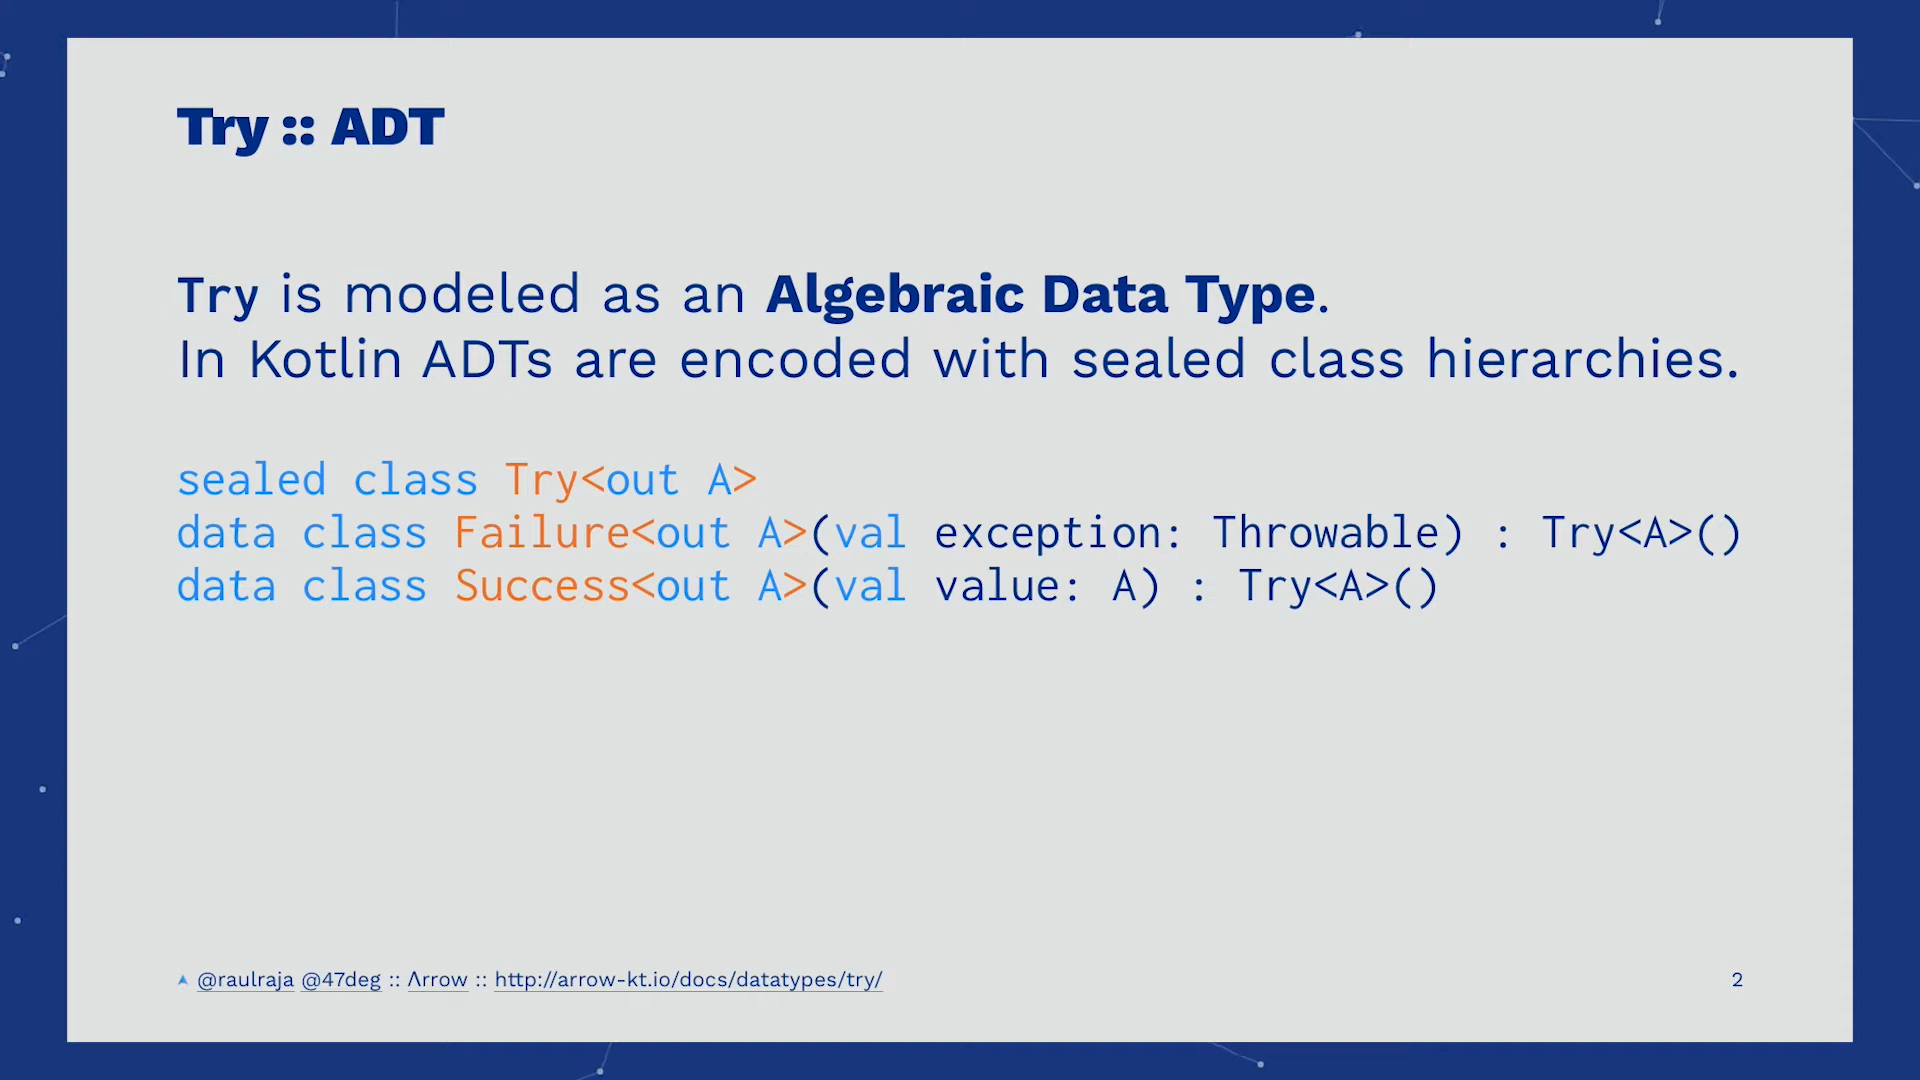 Try :: ADT
Try is modeled as an Algebraic Data Type.
In Kotlin ADTs are encoded with sealed class hierarchies.
sealed class Try<out A>
data class Failure<out A>(val exception: Throwable) : Try<A>()
data class Success<out A>(val value: A) : Try<A>()
@raulraja @47deg :: Λrrow :: http://arrow-kt.io/docs/datatypes/try/
2